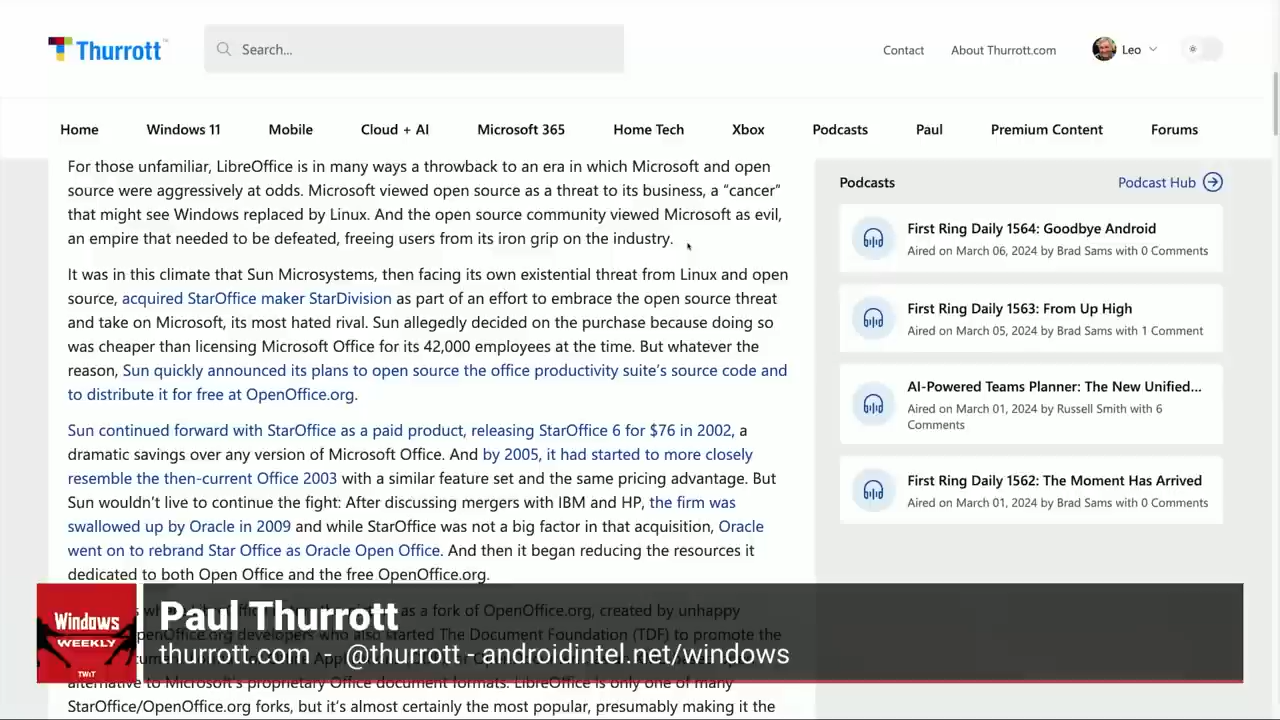 Thurrott™
Search...
Contact
About Thurrott.com
Leo
Home
Windows 11
Mobile
Cloud + AI
Microsoft 365
Home Tech
Xbox
Podcasts
Paul
Premium Content
Forums
For those unfamiliar, LibreOffice is in many ways a throwback to an era in which Microsoft and open
source were aggressively at odds. Microsoft viewed open source as a threat to its business, a “cancer”
that might see Windows replaced by Linux. And the open source community viewed Microsoft as evil,
an empire that needed to be defeated, freeing users from its iron grip on the industry.
It was in this climate that Sun Microsystems, then facing its own existential threat from Linux and open
source, acquired StarOffice maker StarDivision as part of an effort to embrace the open source threat
and take on Microsoft, its most hated rival. Sun allegedly decided on the purchase because doing so
was cheaper than licensing Microsoft Office for its 42,000 employees at the time. But whatever the
reason, Sun quickly announced its plans to open source the office productivity suite’s source code and
to distribute it for free at OpenOffice.org.
Sun continued forward with StarOffice as a paid product, releasing StarOffice 6 for $76 in 2002, a
dramatic savings over any version of Microsoft Office. And by 2005, it had started to more closely
resemble the then-current Office 2003 with a similar feature set and the same pricing advantage. But
Sun wouldn’t live to continue the fight: After discussing mergers with IBM and HP, the firm was
swallowed up by Oracle in 2009 and while StarOffice was not a big factor in that acquisition, Oracle
went on to rebrand Star Office as Oracle Open Office. And then it began reducing the resources it
dedicated to both Open Office and the free OpenOffice.org.
as a fork of OpenOffice.org, created by unhappy
OpenOffice.org developers who also started The Document Foundation (TDF) to promote the
alternative to Microsoft’s proprietary Office document formats. LibreOffice is only one of many
StarOffice/OpenOffice.org forks, but it’s almost certainly the most popular, presumably making it the
Podcasts
Podcast Hub
First Ring Daily 1564: Goodbye Android
Aired on March 06, 2024 by Brad Sams with 0 Comments
First Ring Daily 1563: From Up High
Aired on March 05, 2024 by Brad Sams with 1 Comment
AI-Powered Teams Planner: The New Unified...
Aired on March 01, 2024 by Russell Smith with 6
Comments
First Ring Daily 1562: The Moment Has Arrived
Aired on March 01, 2024 by Brad Sams with 0 Comments
Windows
WEEKLY
TWiT
Paul Thurrott
thurrott.com - @thurrott - androidintel.net/windows